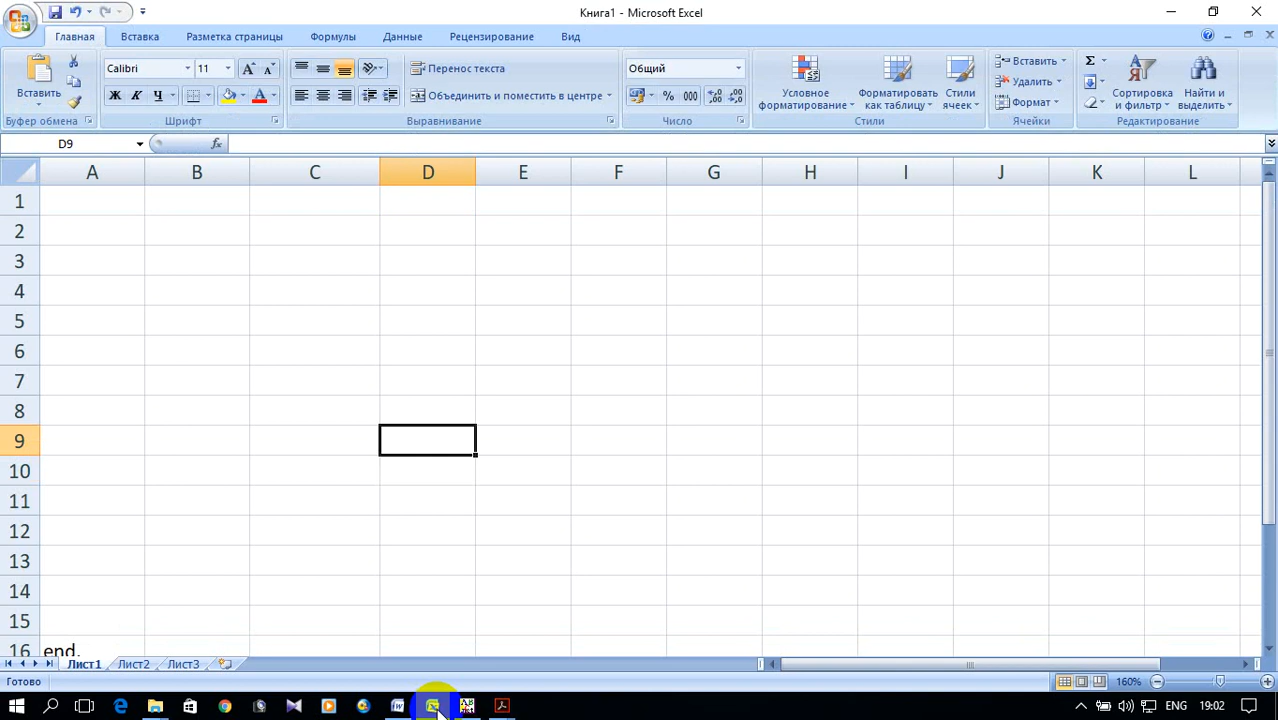 Книга1 - Microsoft Excel
Главная Вставка Разметка страницы Формулы Данные Рецензирование Вид
Calibri 11 Перенос текста Общий Вставить Σ
Вставить Удалить
Ж К Ч А Объединить и поместить в центре % 000 Условное форматирование Форматировать как таблицу Стили ячеек Формат Сортировка и фильтр Найти и выделить
Буфер обмена Шрифт Выравнивание Число Стили Ячейки Редактирование
D9 fx
A B C D E F G H I J K L
1
2
3
4
5
6
7
8
9
10
11
12
13
14
15
16 end.
Лист1 Лист2 Лист3
Готово 160%
ENG 19:02